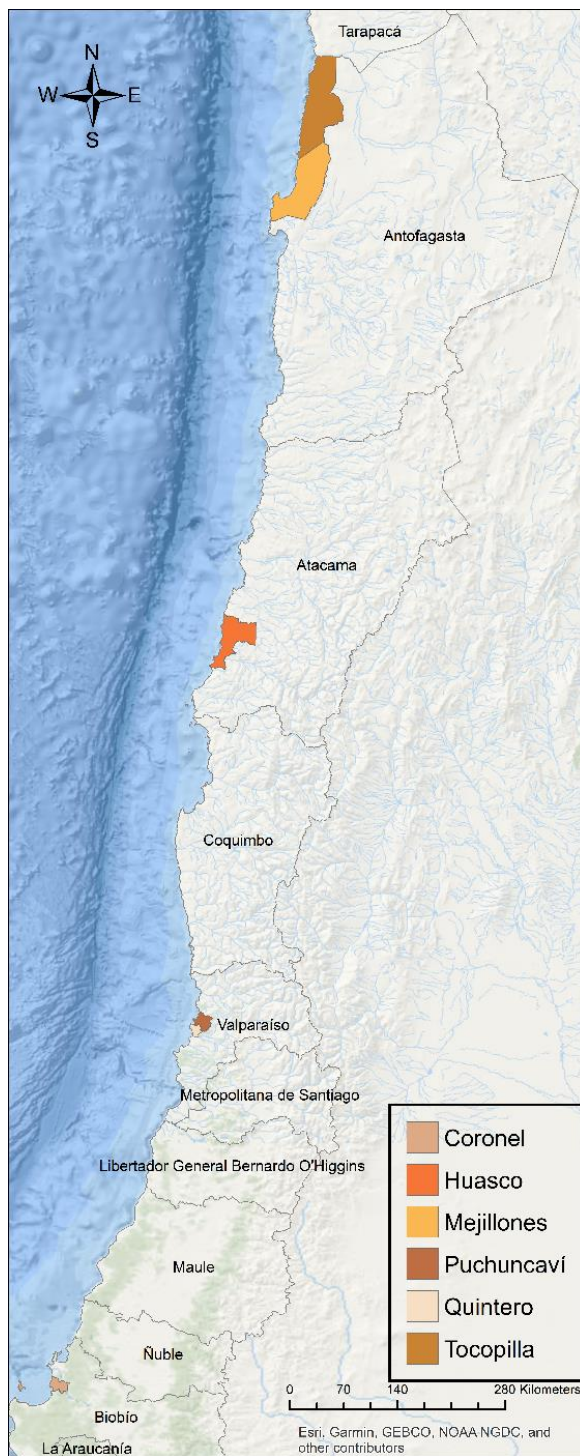 Tarapacá
N
W
E
S
Antofagasta
Atacama
Coquimbo
Valparaíso
Metropolitana de Santiago
Libertador General Bernardo O'Higgins
Maule
Ñuble
Biobío
La Araucanía
Coronel
Huasco
Mejillones
Puchuncaví
Quintero
Tocopilla
0 70 140 280 Kilometers
Esri, Garmin, GEBCO, NOAA NGDC, and
other contributors